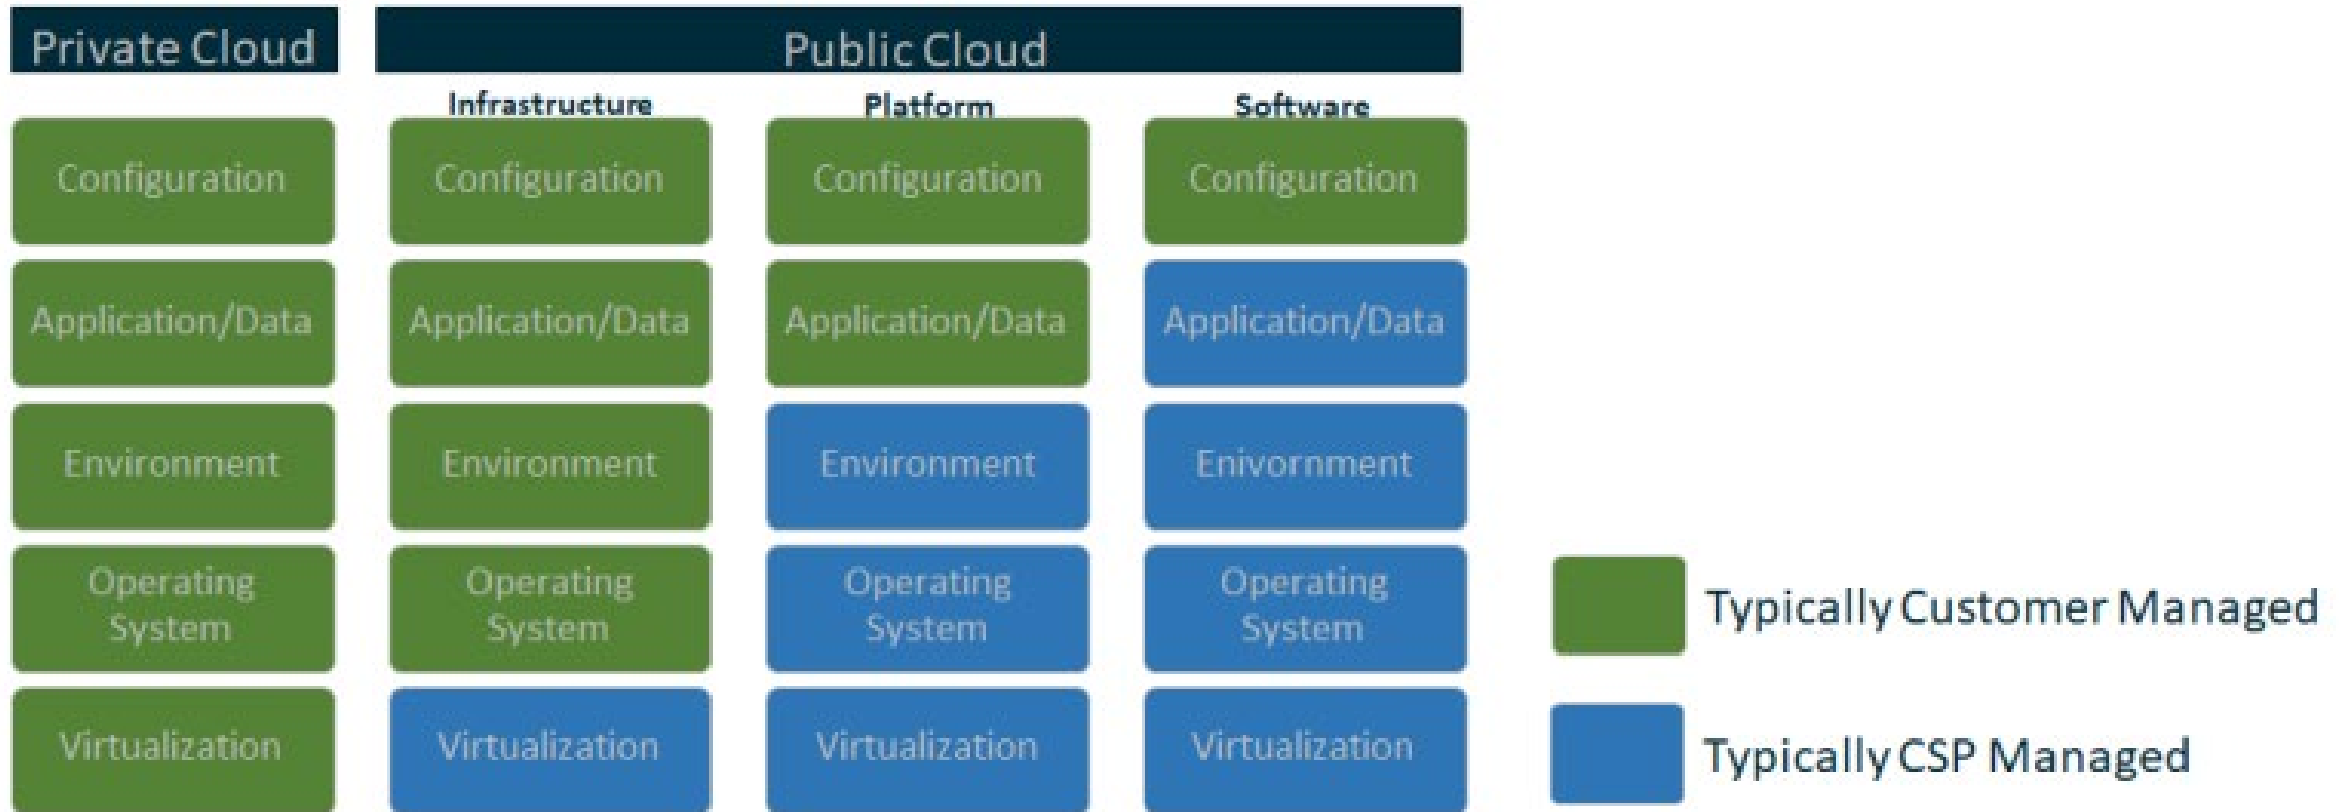 Private Cloud
Public Cloud
Infrastructure
Platform
Software
Configuration
Configuration
Configuration
Configuration
Application/Data
Application/Data
Application/Data
Application/Data
Environment
Environment
Environment
Enivornment
Operating
System
Operating
System
Operating
System
Operating
System
Virtualization
Virtualization
Virtualization
Virtualization
Typically Customer Managed
Typically CSP Managed